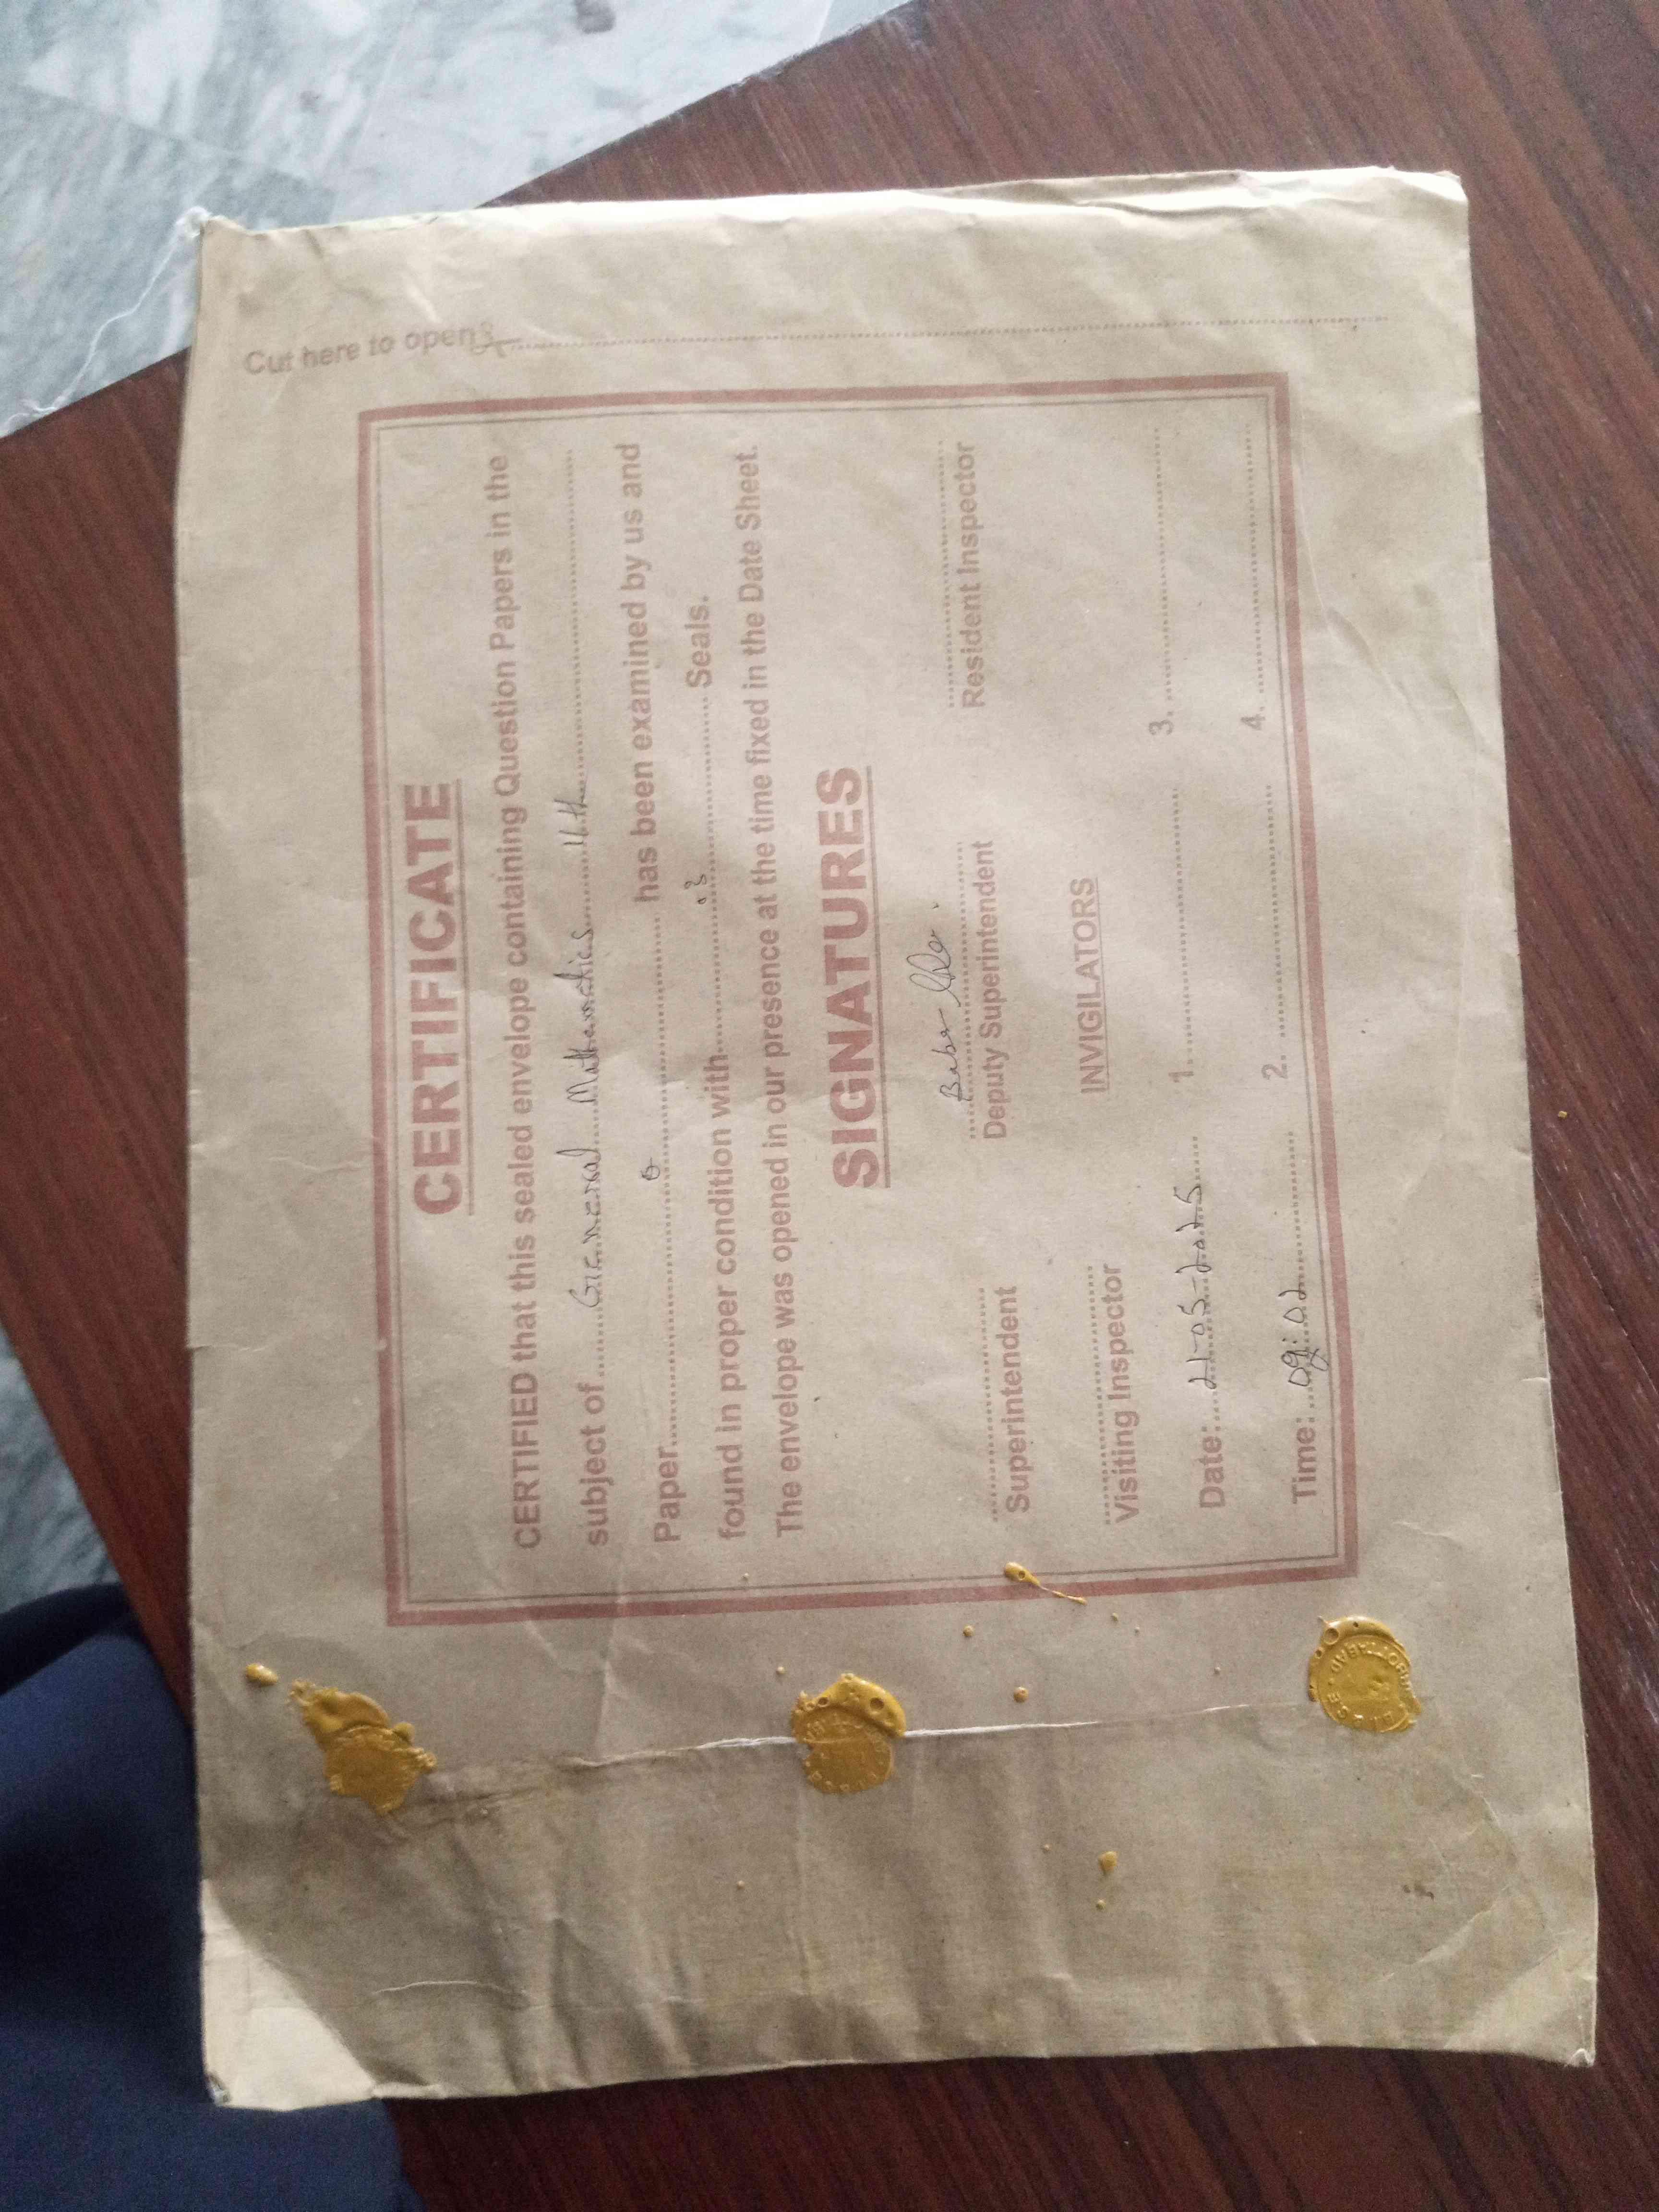 Cut here to open
CERTIFICATE
CERTIFIED that this sealed envelope containing Question Papers in the
subject of General Mathematics 11th
Paper has been examined by us and
found in proper condition with Seals.
The envelope was opened in our presence at the time fixed in the Date Sheet.
SIGNATURES
Superintendent Deputy Superintendent Resident Inspector
Visiting Inspector INVIGILATORS
Date: 21-05-2025 1. 3.
Time: 2. 4.